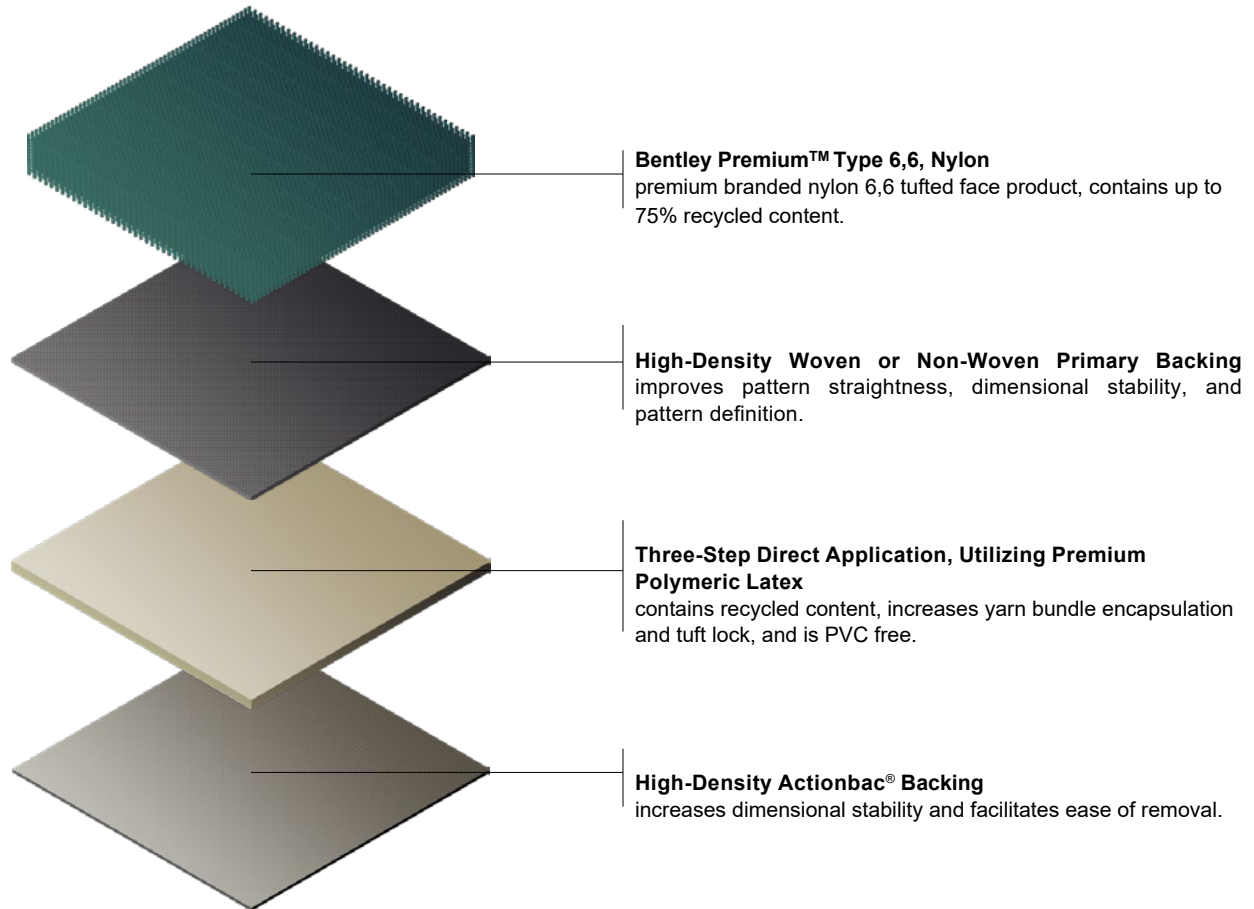 Bentley Premium™ Type 6,6, Nylon
premium branded nylon 6,6 tufted face product, contains up to
75% recycled content.
High-Density Woven or Non-Woven Primary Backing
improves pattern straightness, dimensional stability, and
pattern definition.
Three-Step Direct Application, Utilizing Premium
Polymeric Latex
contains recycled content, increases yarn bundle encapsulation
and tuft lock, and is PVC free.
High-Density Actionbac® Backing
increases dimensional stability and facilitates ease of removal.